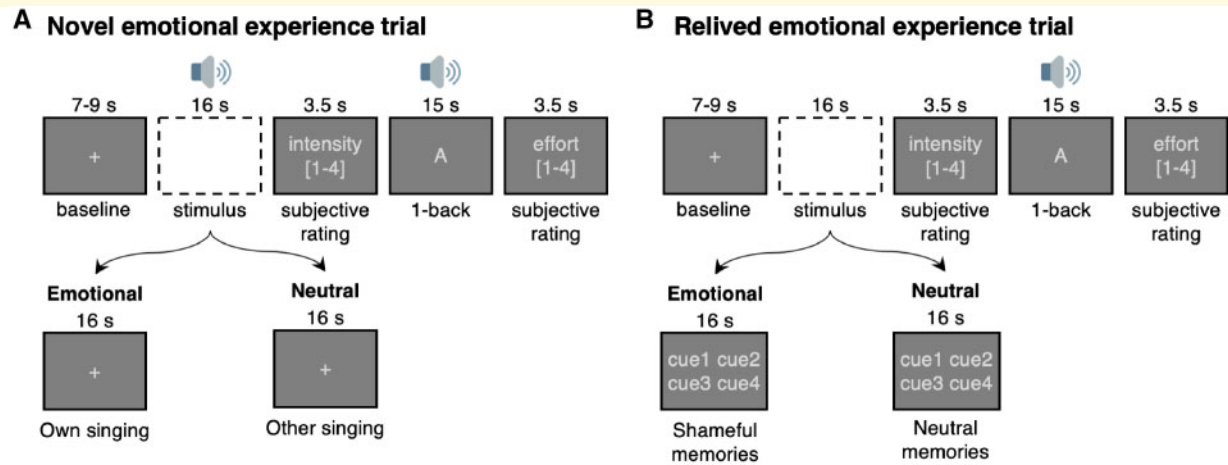 A Novel emotional experience trial
7-9 s 16 s 3.5 s 15 s 3.5 s
+ intensity [1-4] A effort [1-4]
baseline stimulus subjective rating 1-back subjective rating
Emotional Neutral
16 s 16 s
+ +
Own singing Other singing
B Relived emotional experience trial
7-9 s 16 s 3.5 s 15 s 3.5 s
+ intensity [1-4] A effort [1-4]
baseline stimulus subjective rating 1-back subjective rating
Emotional Neutral
16 s 16 s
cue1 cue2 cue1 cue2
cue3 cue4 cue3 cue4
Shameful Neutral
memories memories